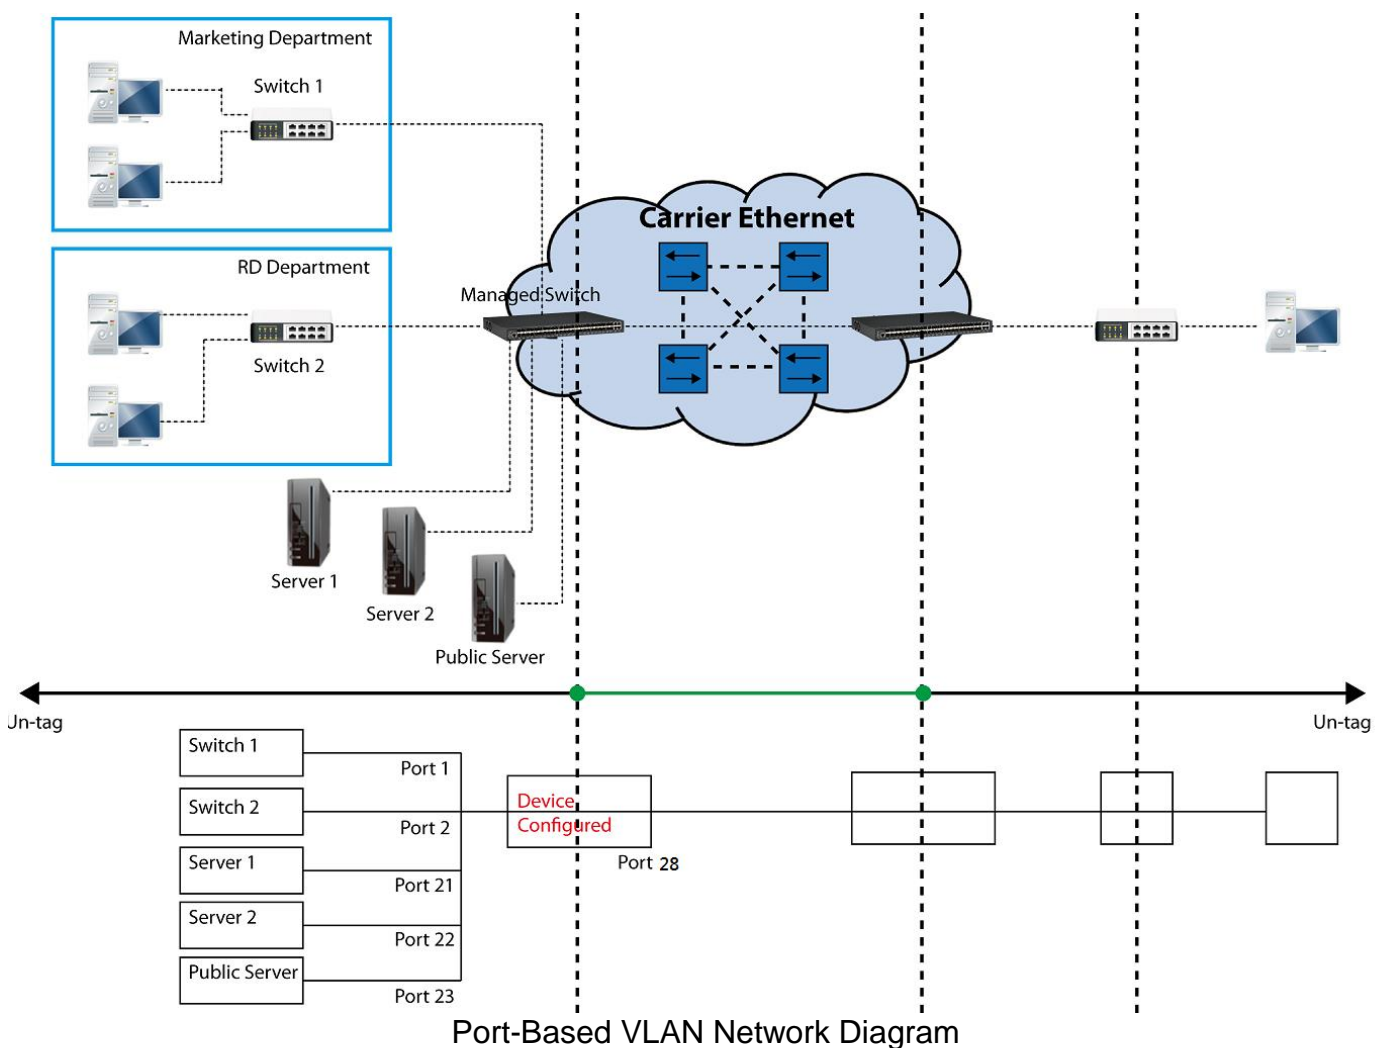 Marketing Department
Switch 1
RD Department
Switch 2
Carrier Ethernet
Managed Switch
Server 1
Server 2
Public Server
Un-tag
Un-tag
Switch 1
Port 1
Switch 2
Port 2
Device
Configured
Port 28
Server 1
Port 21
Server 2
Port 22
Public Server
Port 23
Port-Based VLAN Network Diagram